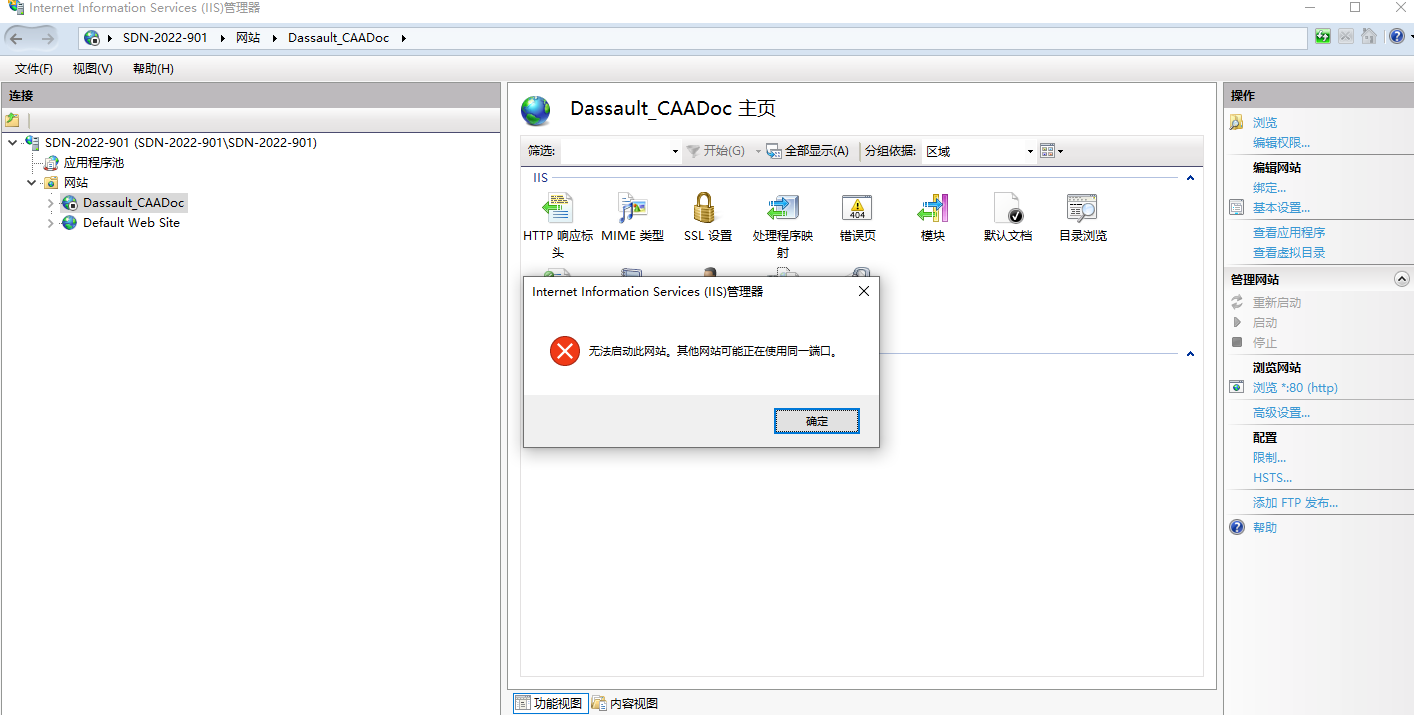 Internet Information Services (IIS)管理器
SDN-2022-901 网站 Dassault_CAADoc
文件(F) 视图(V) 帮助(H)
连接
SDN-2022-901 (SDN-2022-901\SDN-2022-901)
应用程序池
网站
Dassault_CAADoc
Default Web Site
Dassault_CAADoc 主页
筛选: 开始(G) 全部显示(A) 分组依据: 区域
IIS
HTTP 响应标头
MIME 类型
SSL 设置
处理程序映射
404
错误页
模块
默认文档
目录浏览
Internet Information Services (IIS)管理器
无法启动此网站。其他网站可能正在使用同一端口。
确定
功能视图 内容视图
操作
浏览
编辑权限...
编辑网站
绑定...
基本设置...
查看应用程序
查看虚拟目录
管理网站
重新启动
启动
停止
浏览网站
浏览 *:80 (http)
高级设置...
配置
限制...
HSTS...
添加 FTP 发布...
帮助